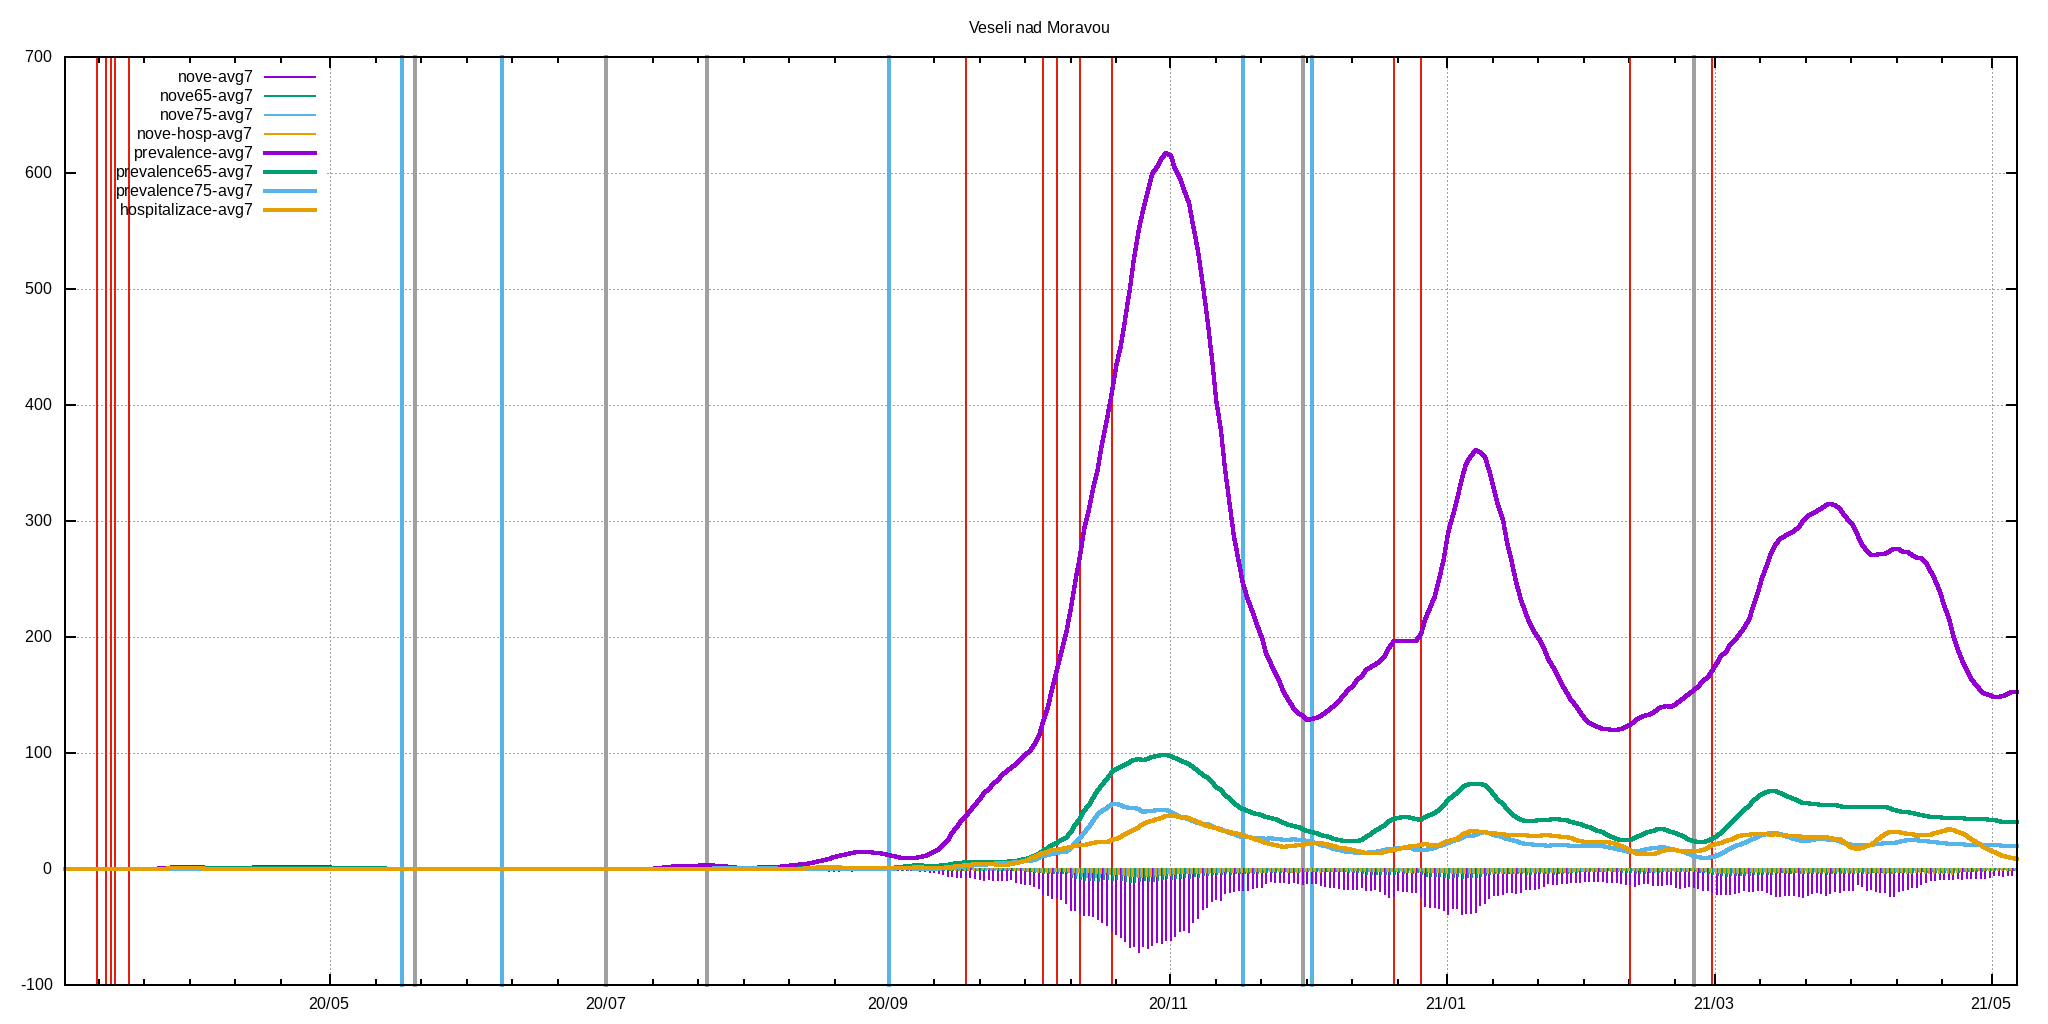 Veseli nad Moravou
700
600
500
400
300
200
100
0
-100
nove-avg7
nove65-avg7
nove75-avg7
nove-hosp-avg7
prevalence-avg7
prevalence65-avg7
prevalence75-avg7
hospitalizace-avg7
20/05 20/07 20/09 20/11 21/01 21/03 21/05